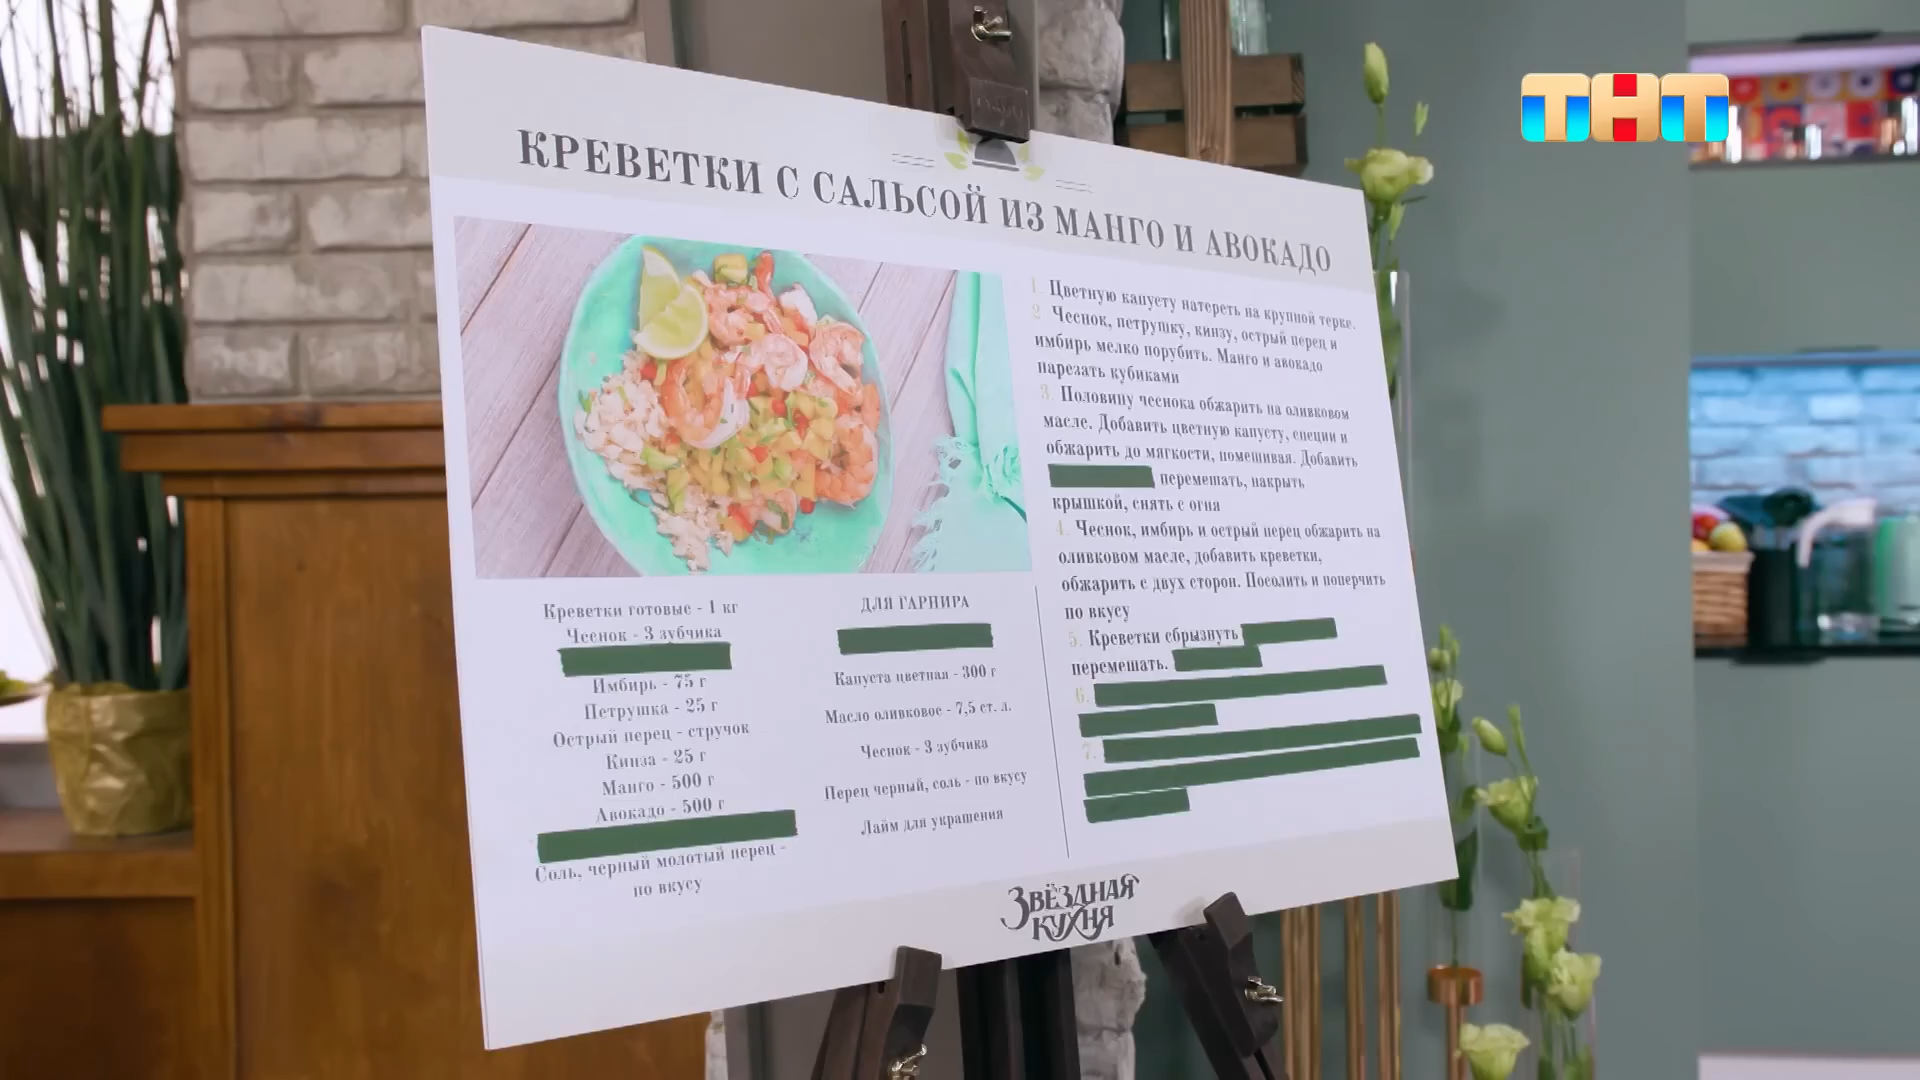 ТНТ
КРЕВЕТКИ С САЛЬСОЙ ИЗ МАНГО И АВОКАДО
Креветки готовые - 1 кг
Чеснок - 3 зубчика
Имбирь - 75 г
Петрушка - 25 г
Острый перец - стручок
Кинза - 25 г
Манго - 500 г
Авокадо - 500 г
Соль, черный молотый перец -
по вкусу
ДЛЯ ГАРНИРА
Капуста цветная - 300 г
Масло оливковое - 7,5 ст. л.
Чеснок - 3 зубчика
Перец черный, соль - по вкусу
Лайм для украшения
1. Цветную капусту натереть на крупной терке.
2 Чеснок, петрушку, кинзу, острый перец и
имбирь мелко порубить. Манго и авокадо
нарезать кубиками
3. Половину чеснока обжарить на оливковом
масле. Добавить цветную капусту, специи и
обжарить до мягкости, помешивая. Добавить
перемешать, накрыть
крышкой, снять с огня
4. Чеснок, имбирь и острый перец обжарить на
оливковом масле, добавить креветки,
обжарить с двух сторон. Посолить и поперчить
по вкусу
5. Креветки сбрызнуть
перемешать.
6.
7.
ЗВЁЗДНАЯ
КУХНЯ